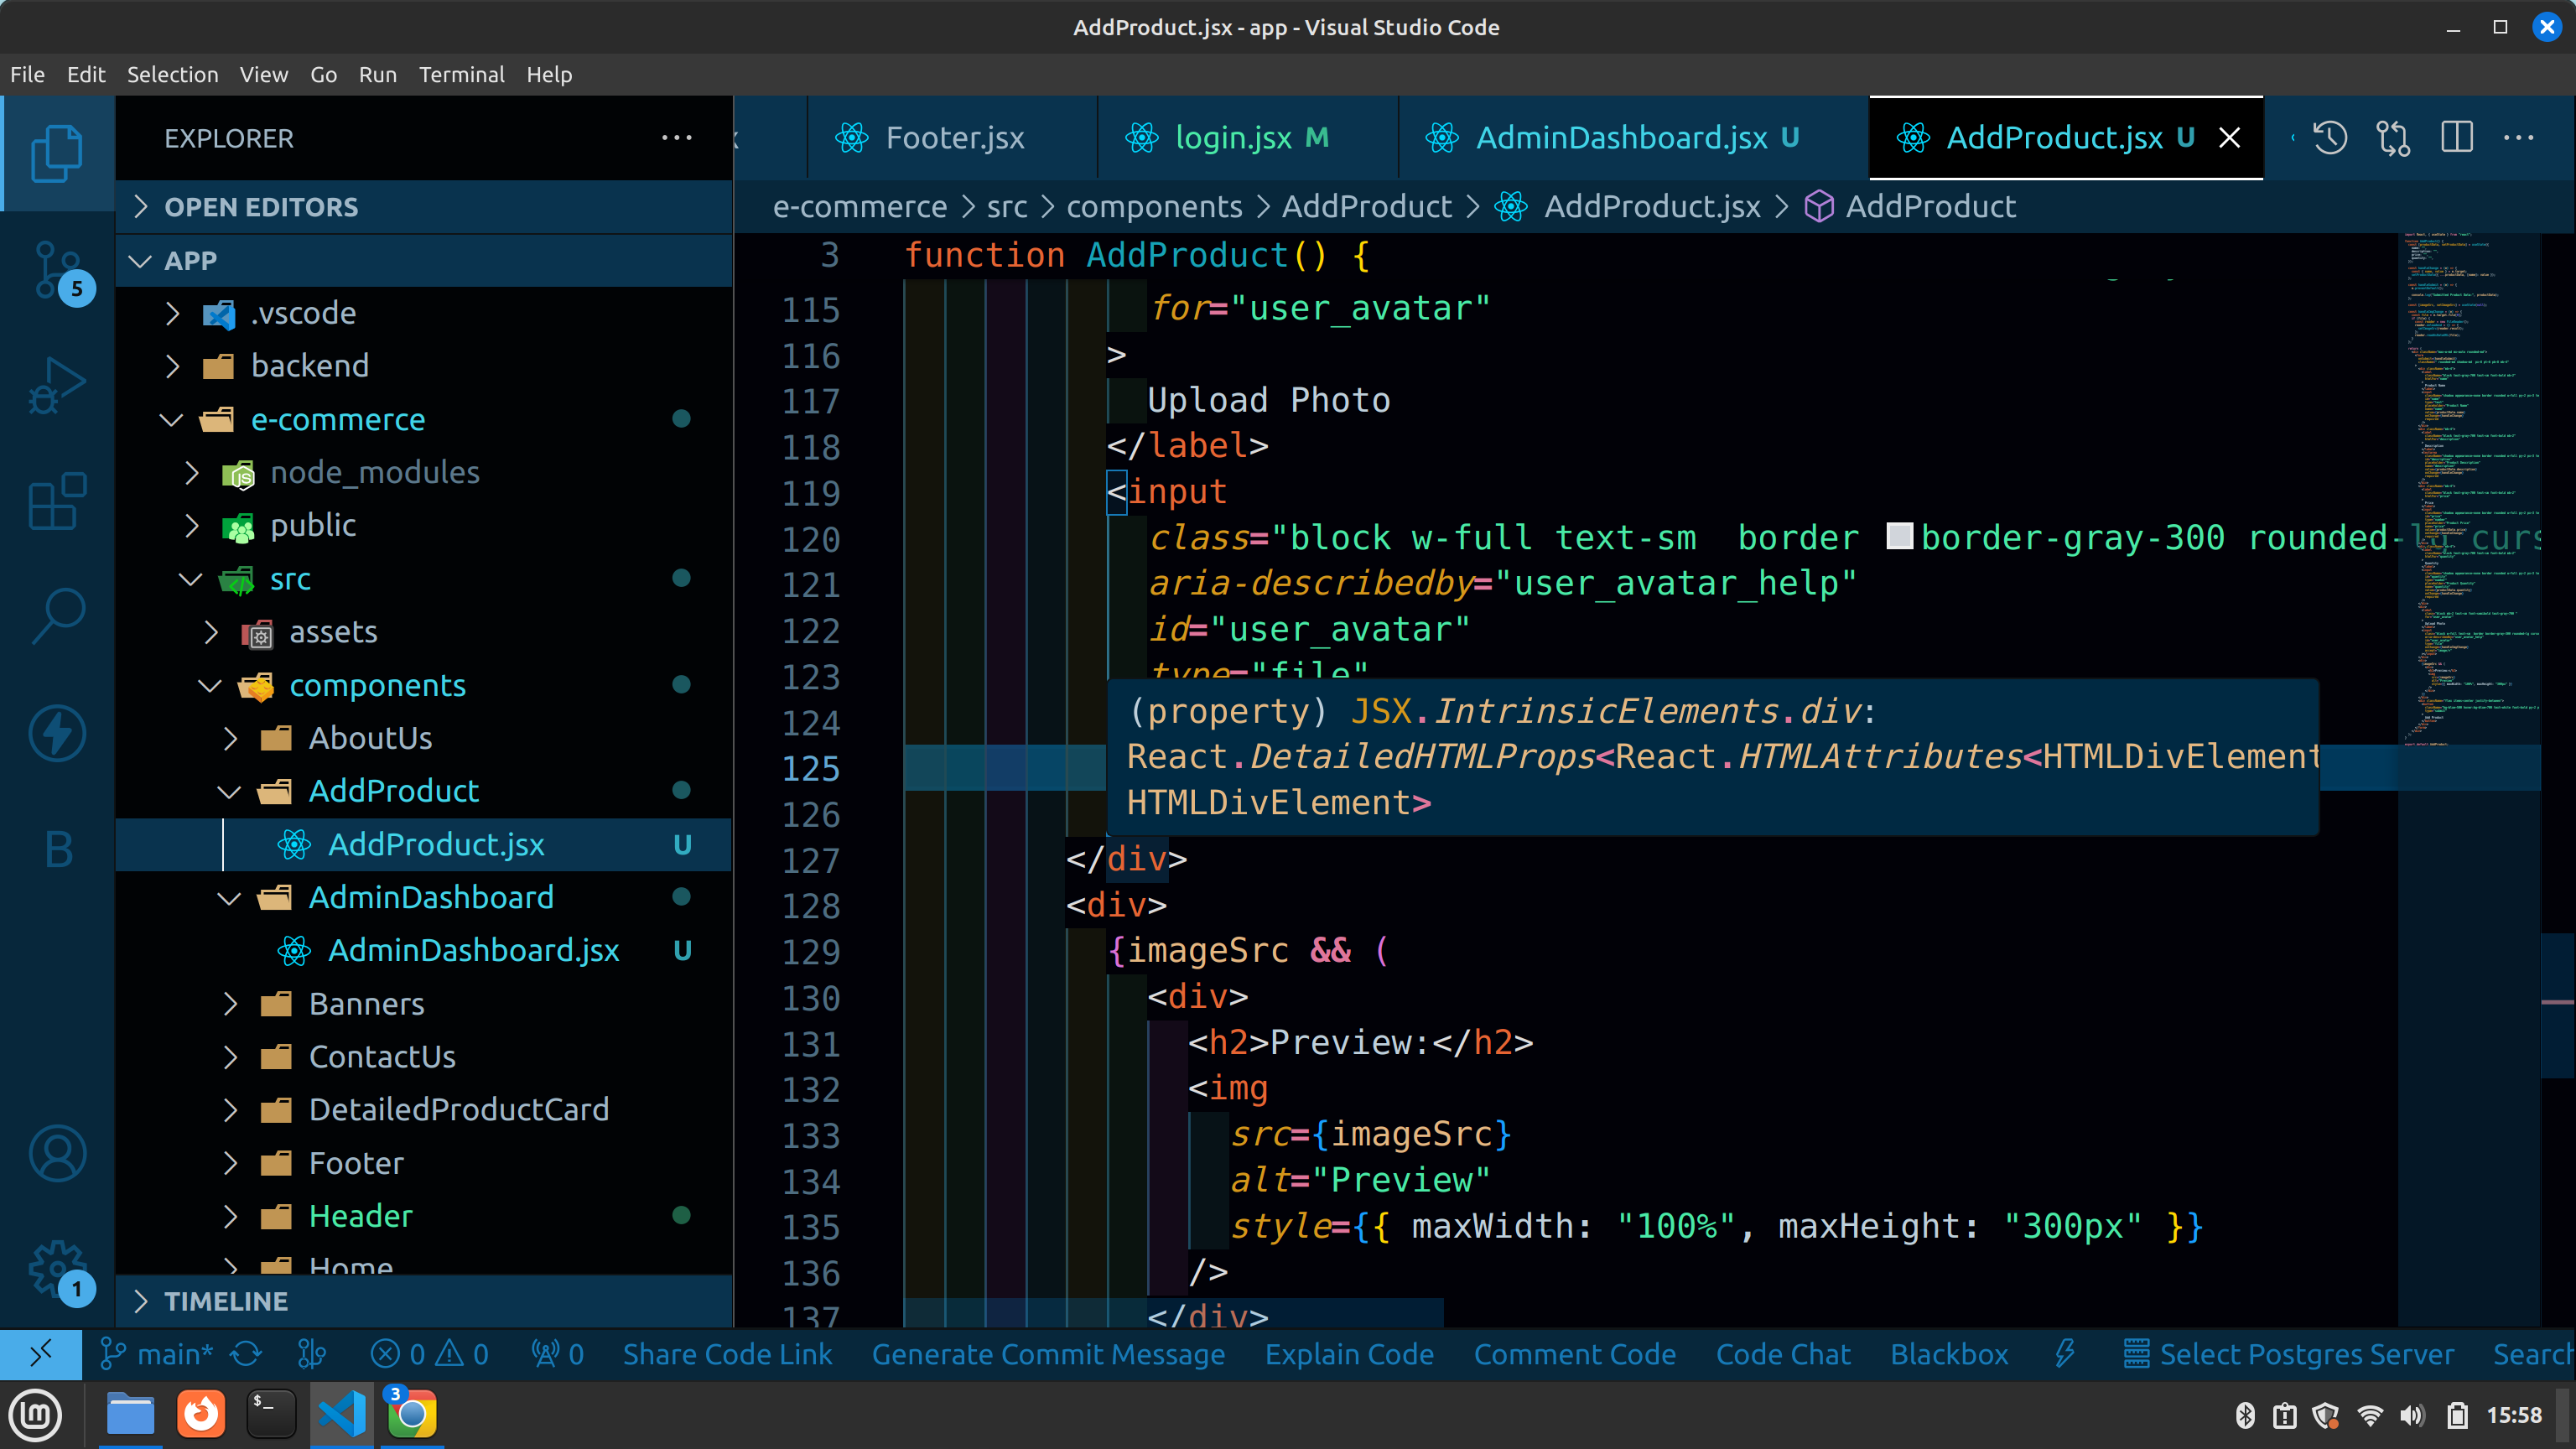 AddProduct.jsx - app - Visual Studio Code
File Edit Selection View Go Run Terminal Help
EXPLORER
OPEN EDITORS
APP
.vscode
backend
e-commerce
node_modules
public
src
assets
components
AboutUs
AddProduct
AddProduct.jsx U
AdminDashboard
AdminDashboard.jsx U
Banners
ContactUs
DetailedProductCard
Footer
Header
Home
TIMELINE
5
B
1
Footer.jsx
login.jsx M
AdminDashboard.jsx U
AddProduct.jsx U
e-commerce > src > components > AddProduct > AddProduct.jsx > AddProduct
3 function AddProduct() {
115 for="user_avatar"
116 >
117 Upload Photo
118 </label>
119 <input
120 class="block w-full text-sm  border border-gray-300 rounded-lg curs
121 aria-describedby="user_avatar_help"
122 id="user_avatar"
123 type="file"
124
125
126
(property) JSX.IntrinsicElements.div:
React.DetailedHTMLProps<React.HTMLAttributes<HTMLDivElement
HTMLDivElement>
127 </div>
128 <div>
129 {imageSrc && (
130 <div>
131 <h2>Preview:</h2>
132 <img
133 src={imageSrc}
134 alt="Preview"
135 style={{ maxWidth: "100%", maxHeight: "300px" }}
136 />
137 </div>
main* 0 0 0 Share Code Link Generate Commit Message Explain Code Comment Code Code Chat Blackbox Select Postgres Server Search
3
15:58